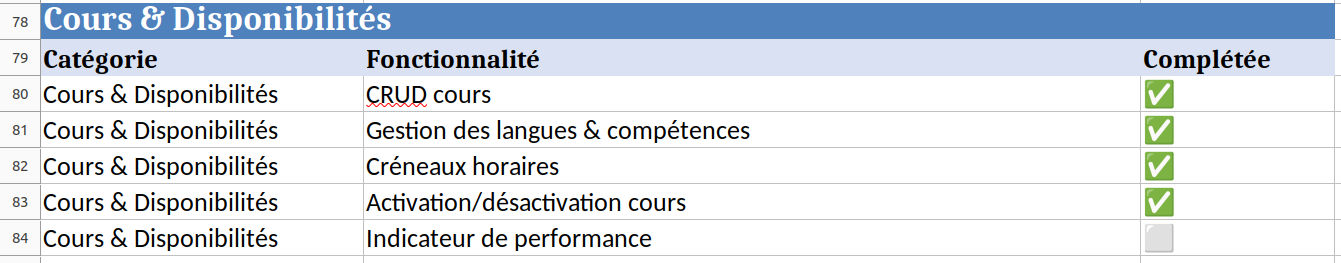 78 Cours & Disponibilités
79 Catégorie Fonctionnalité Complétée
80 Cours & Disponibilités CRUD cours ✅
81 Cours & Disponibilités Gestion des langues & compétences ✅
82 Cours & Disponibilités Créneaux horaires ✅
83 Cours & Disponibilités Activation/désactivation cours ✅
84 Cours & Disponibilités Indicateur de performance ⬜